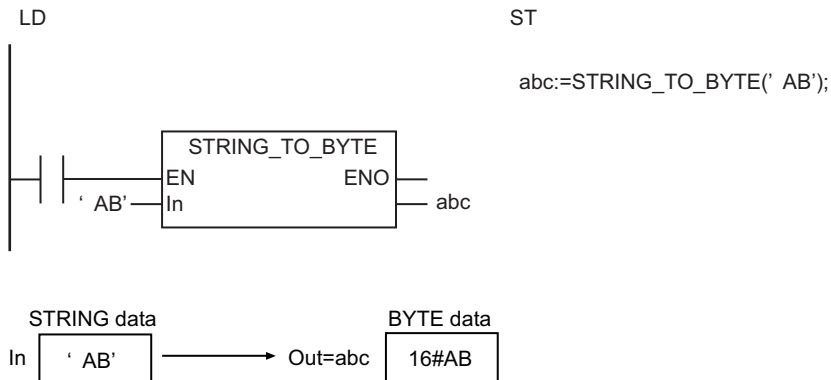 LD
ST
abc:=STRING_TO_BYTE(’ AB’);
STRING_TO_BYTE
EN ENO
‘ AB’ In abc
STRING data BYTE data
In ‘ AB’ Out=abc 16#AB